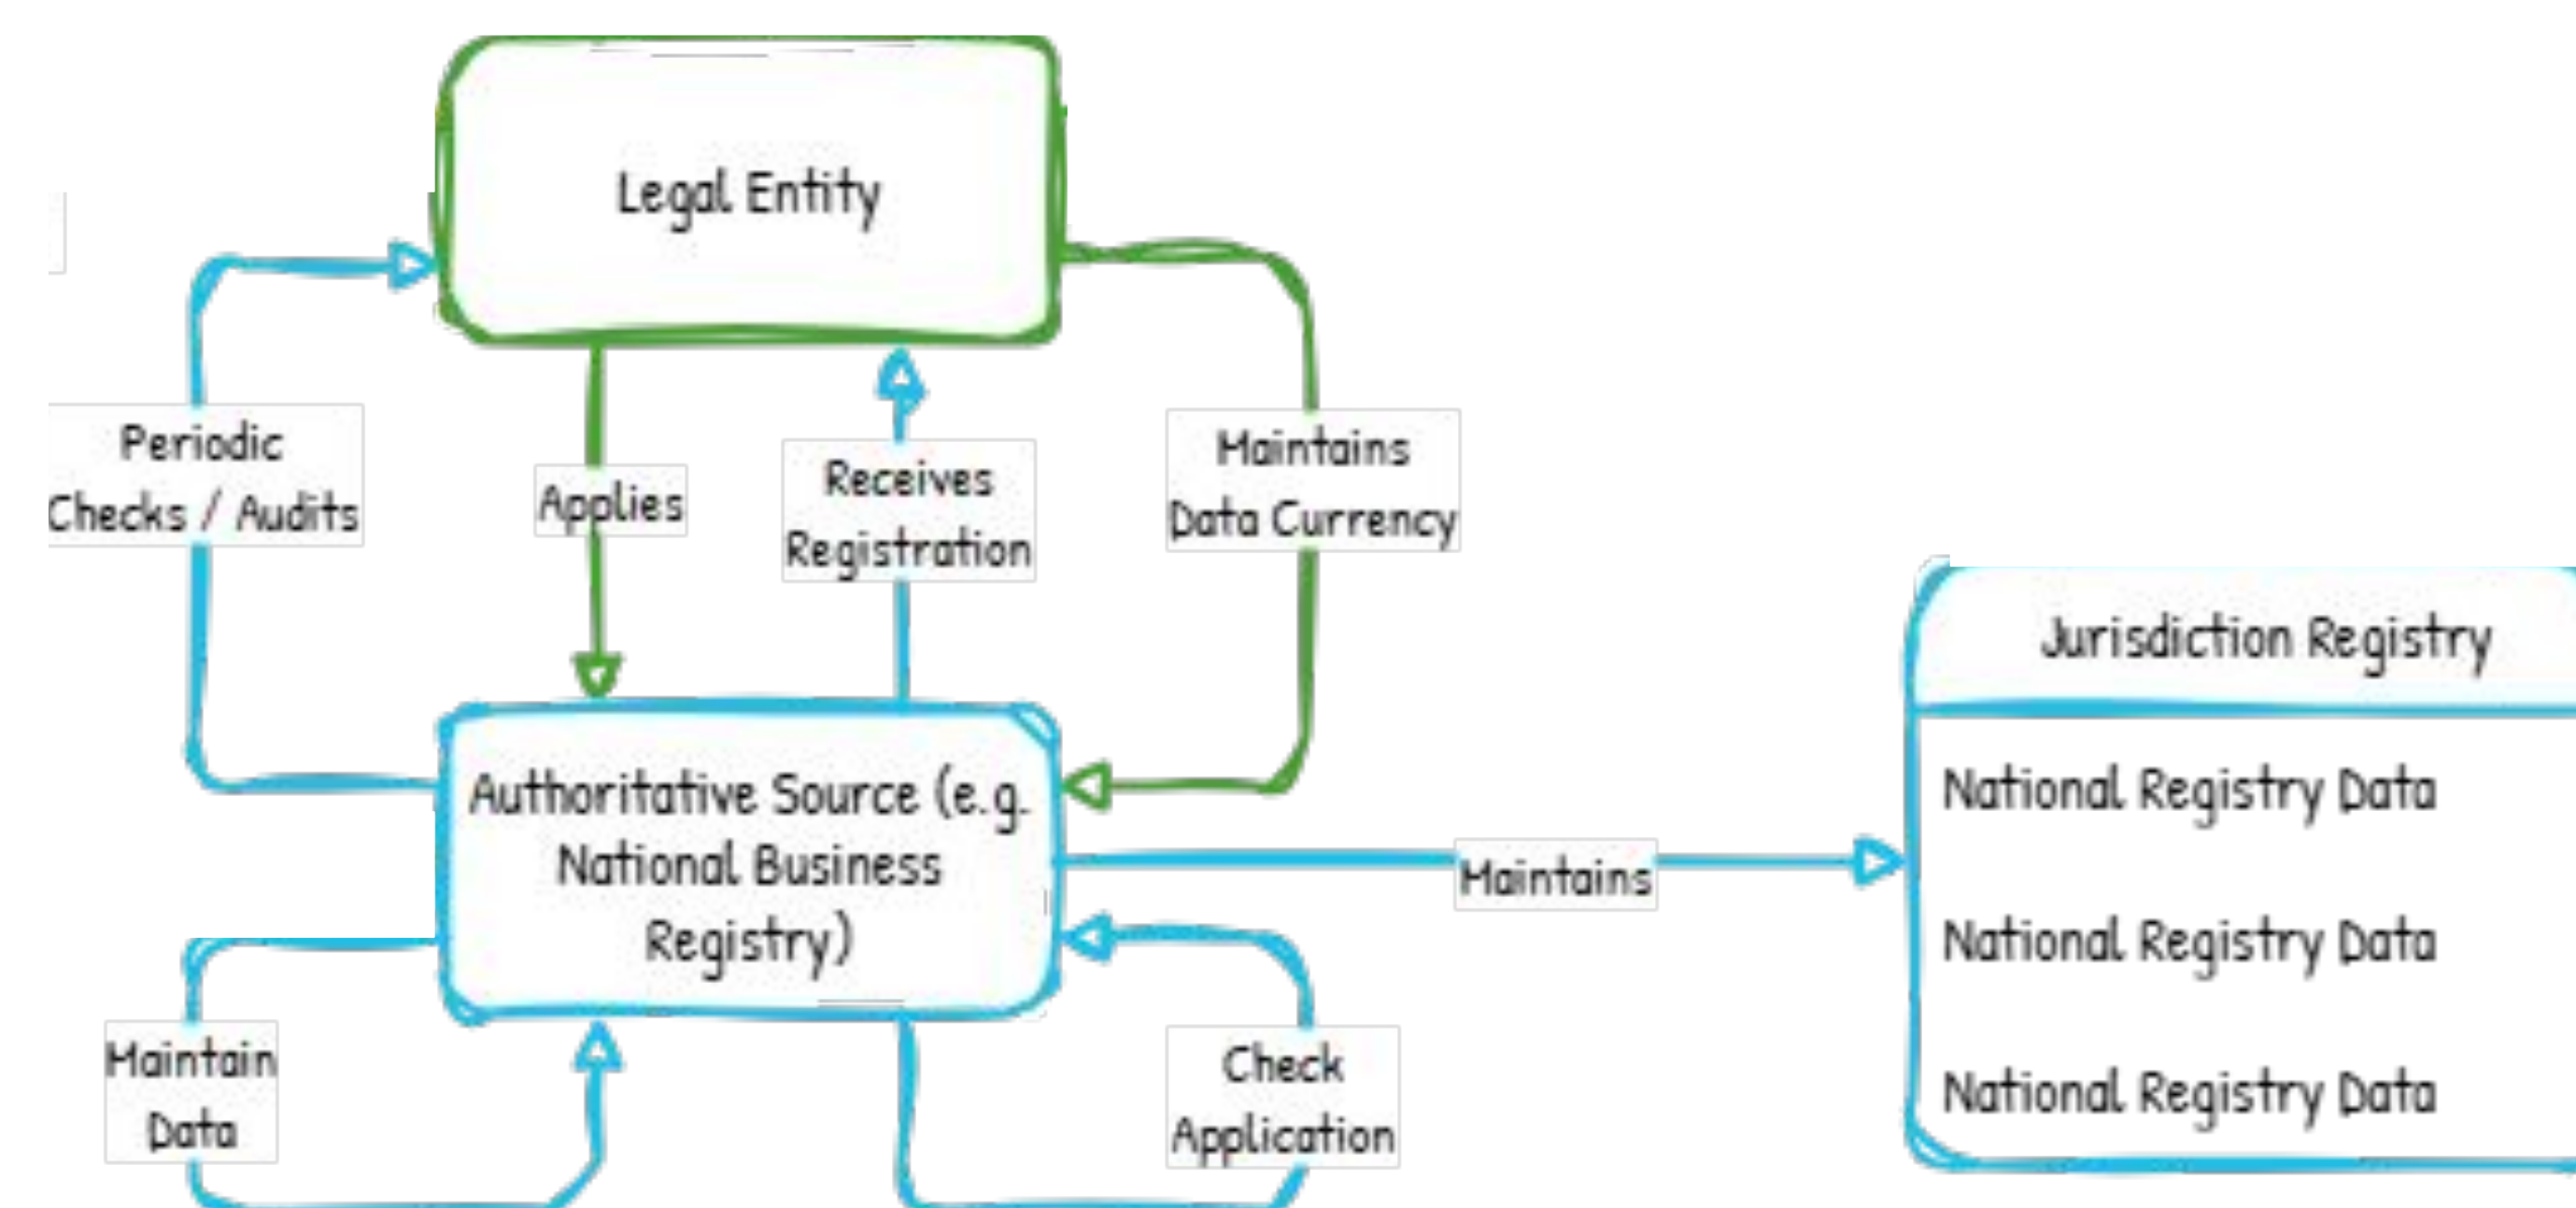 Legal Entity
Periodic
Checks / Audits
Applies
Receives
Registration
Maintains
Data Currency
Authoritative Source (e.g.
National Business
Registry)
Maintains
Jurisdiction Registry
National Registry Data
National Registry Data
National Registry Data
Maintain
Data
Check
Application